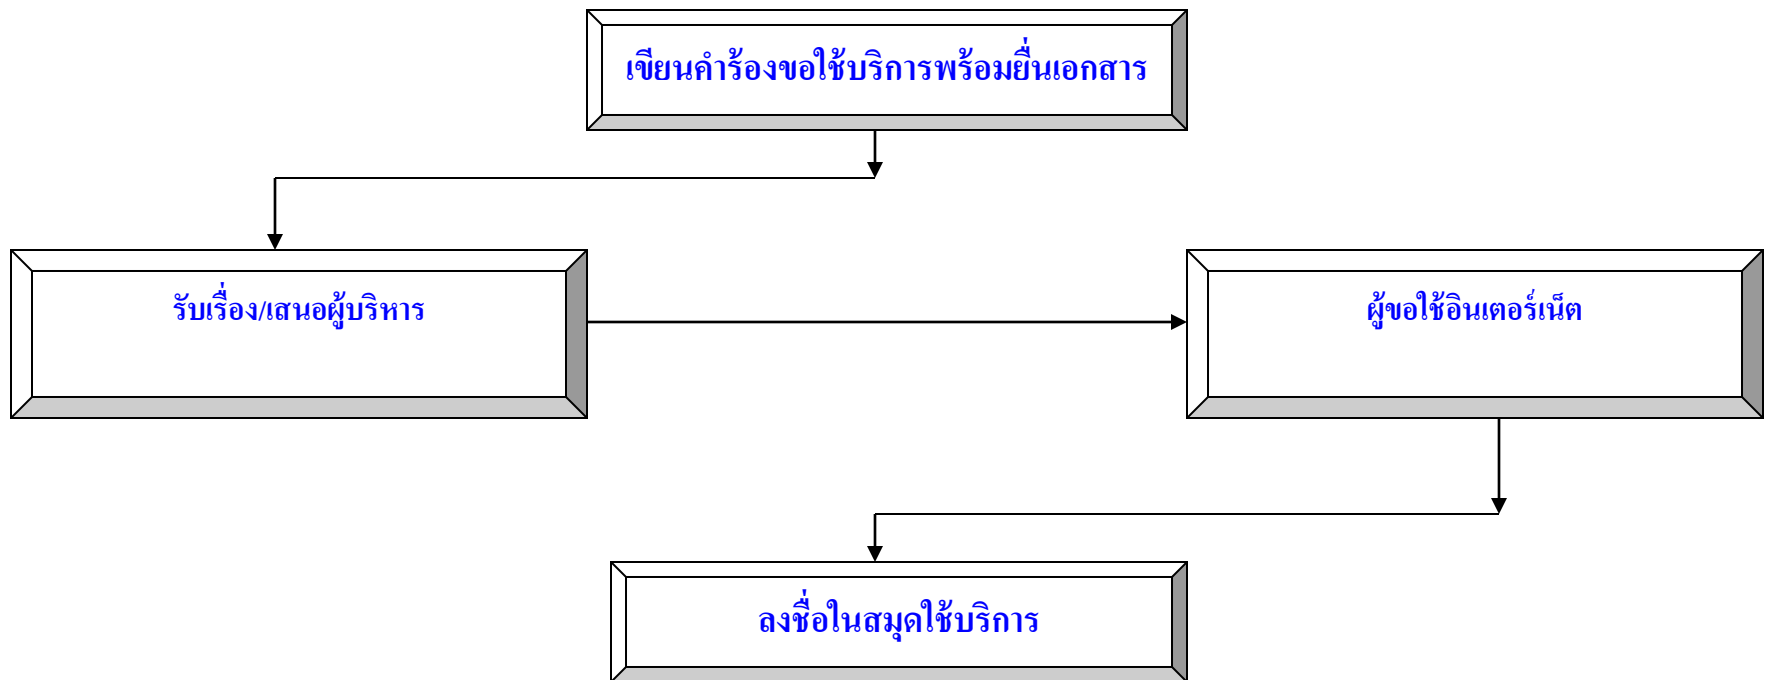 เขียนคำร้องขอใช้บริการพร้อมยื่นเอกสาร
รับเรื่อง/เสนอผู้บริหาร
ผู้ขอใช้อินเตอร์เน็ต
ลงชื่อในสมุดใช้บริการ